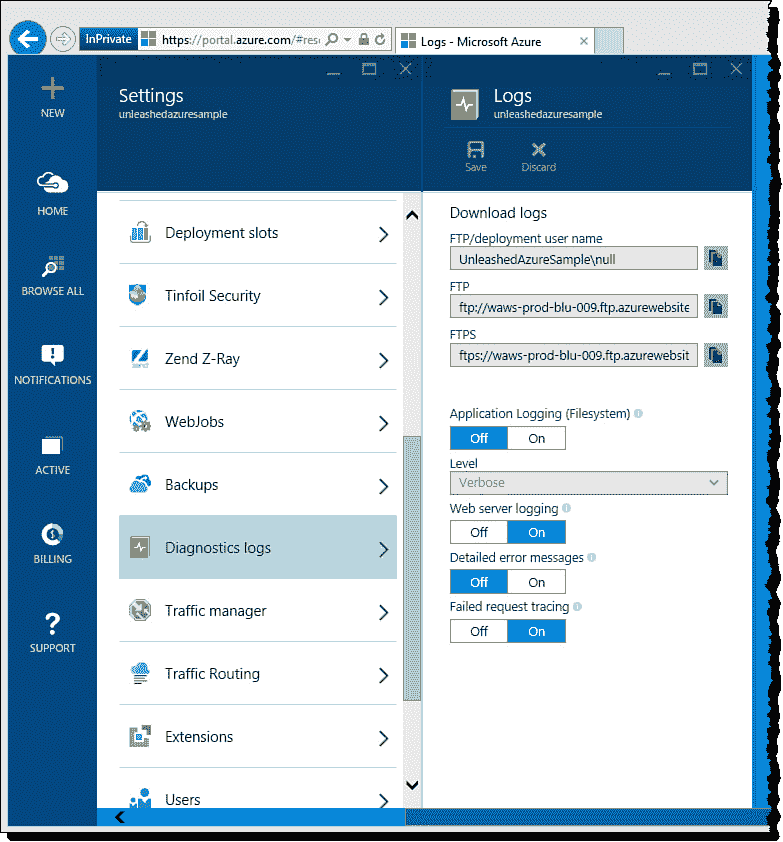 InPrivate
https://portal.azure.com/#res
Logs - Microsoft Azure
NEW
HOME
BROWSE ALL
NOTIFICATIONS
ACTIVE
BILLING
SUPPORT
Settings
unleashedazuresample
Deployment slots
Tinfoil Security
Zend Z-Ray
WebJobs
Backups
Diagnostics logs
Traffic manager
Traffic Routing
Extensions
Users
Logs
unleashedazuresample
Save
Discard
Download logs
FTP/deployment user name
UnleashedAzureSample\null
FTP
ftp://waws-prod-blu-009.ftp.azurewebsite
FTPS
ftps://waws-prod-blu-009.ftp.azurewebsit
Application Logging (Filesystem)
Off On
Level
Verbose
Web server logging
Off On
Detailed error messages
Off On
Failed request tracing
Off On